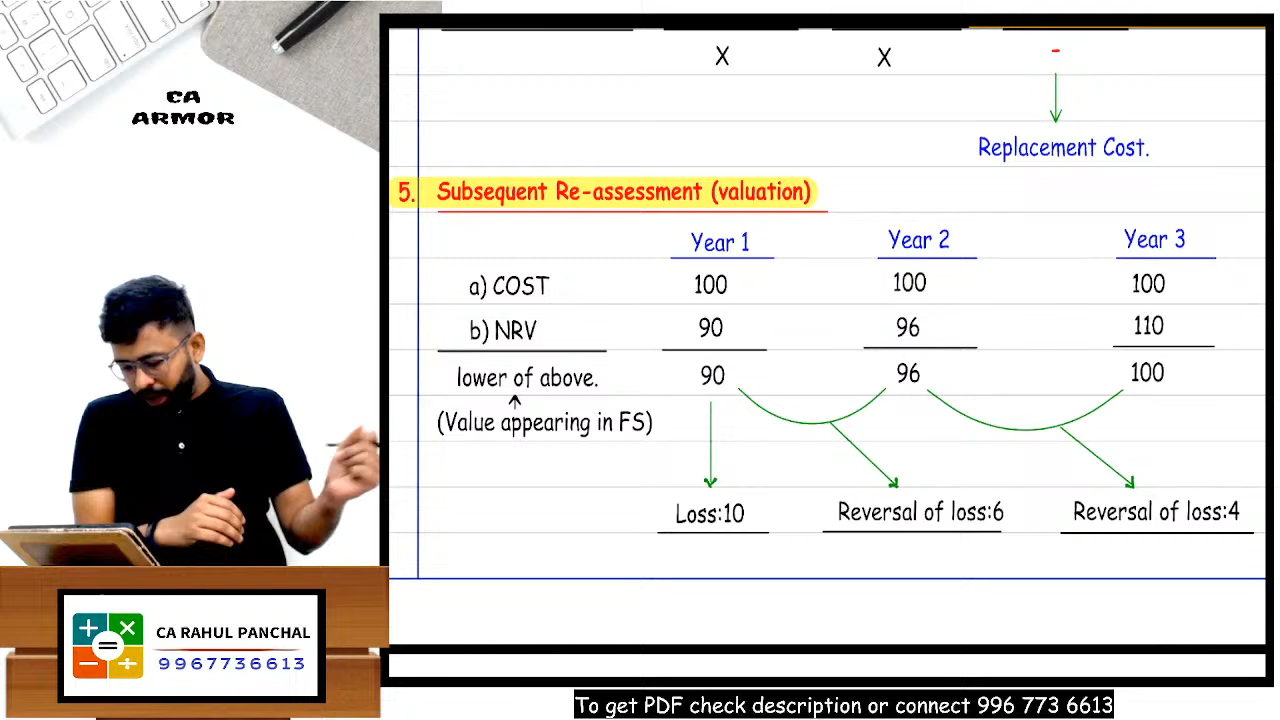 CA
ARMOR
X X -
Replacement Cost.
5. Subsequent Re-assessment (valuation)
Year 1 Year 2 Year 3
a) COST 100 100 100
b) NRV 90 96 110
lower of above. 90 96 100
(Value appearing in FS)
Loss:10 Reversal of loss:6 Reversal of loss:4
CA RAHUL PANCHAL
9967736613
To get PDF check description or connect 996 773 6613